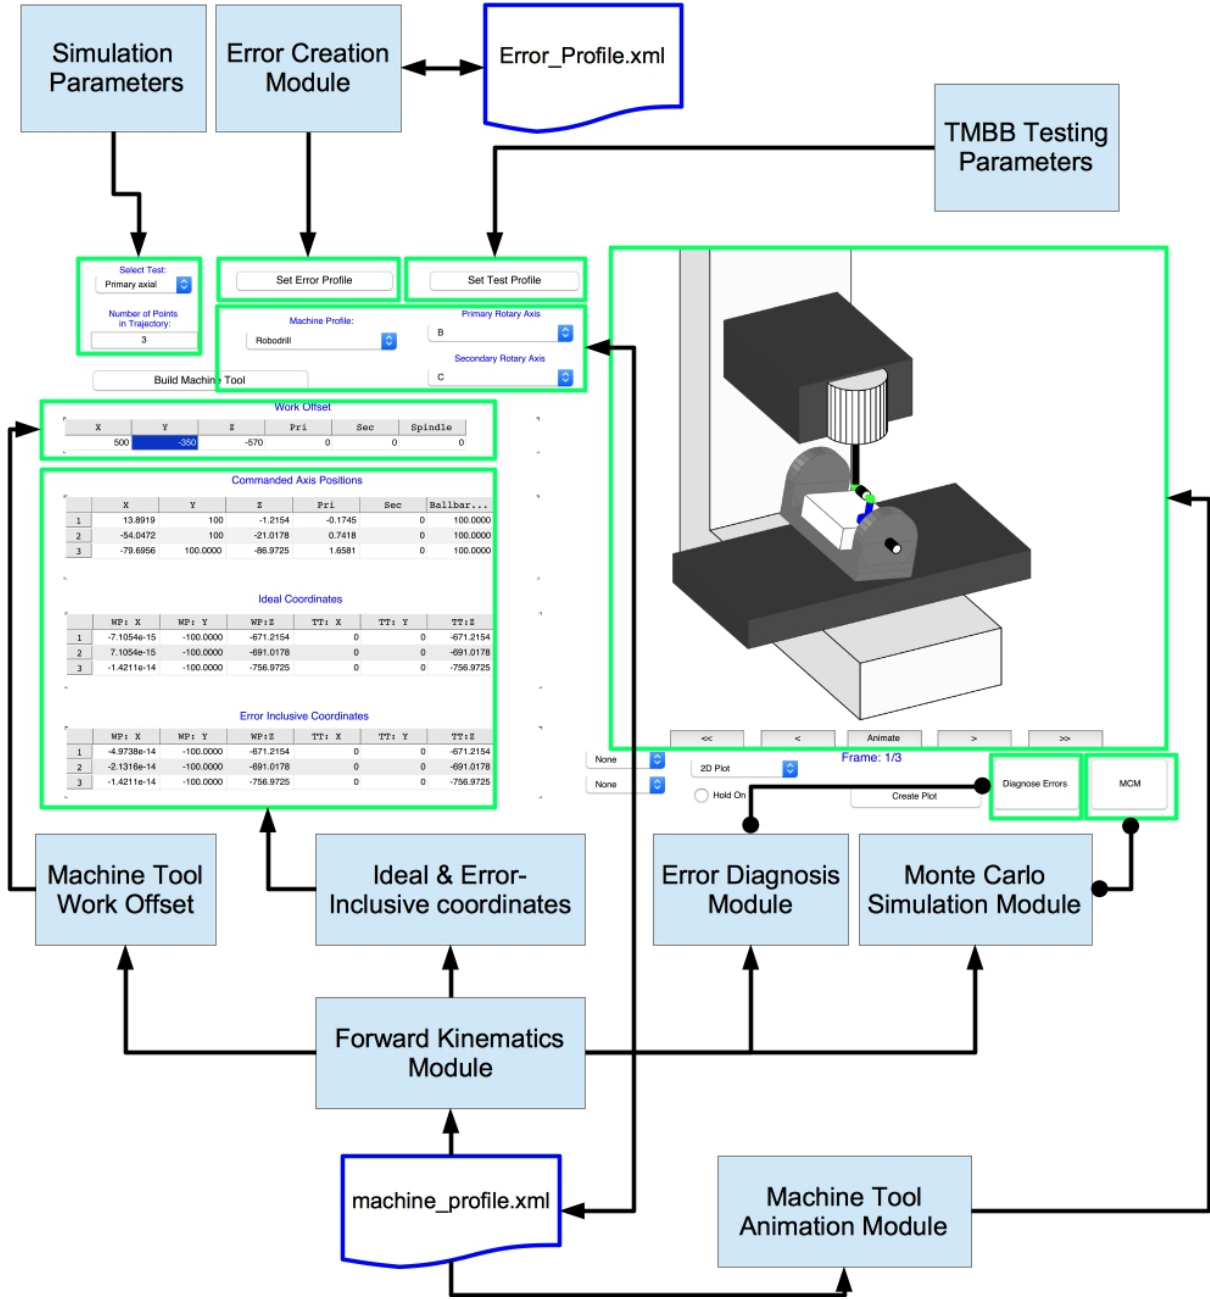 Simulation
Parameters
Error Creation
Module
Error_Profile.xml
TMBB Testing
Parameters
Select Test:
Primary axial
Number of Points
in Trajectory:
3
Set Error Profile
Set Test Profile
Machine Profile:
Robodrill
Primary Rotary Axis
B
Secondary Rotary Axis
C
Build Machine Tool
Work Offset
X Y Z Pri Sec Spindle
500 -350 -570 0 0 0
Commanded Axis Positions
X Y Z Pri Sec Ballbar...
1 13.8919 100 -1.2154 -0.1745 0 100.0000
2 -54.0472 100 -21.0178 0.7418 0 100.0000
3 -79.6956 100.0000 -86.9725 1.6581 0 100.0000
Ideal Coordinates
WP: X WP: Y WP:Z TT: X TT: Y TT:Z
1 -7.1054e-15 -100.0000 -671.2154 0 0 -671.2154
2 7.1054e-15 -100.0000 -691.0178 0 0 -691.0178
3 -1.4211e-14 -100.0000 -756.9725 0 0 -756.9725
Error Inclusive Coordinates
WP: X WP: Y WP:Z TT: X TT: Y TT:Z
1 -4.9738e-14 -100.0000 -671.2154 0 0 -671.2154
2 -2.1316e-14 -100.0000 -691.0178 0 0 -691.0178
3 -1.4211e-14 -100.0000 -756.9725 0 0 -756.9725
<< < Animate > >>
Frame: 1/3
None
None
2D Plot
Hold On
Create Plot
Diagnose Errors
MCM
Machine Tool
Work Offset
Ideal & Error-
Inclusive coordinates
Error Diagnosis
Module
Monte Carlo
Simulation Module
Forward Kinematics
Module
machine_profile.xml
Machine Tool
Animation Module